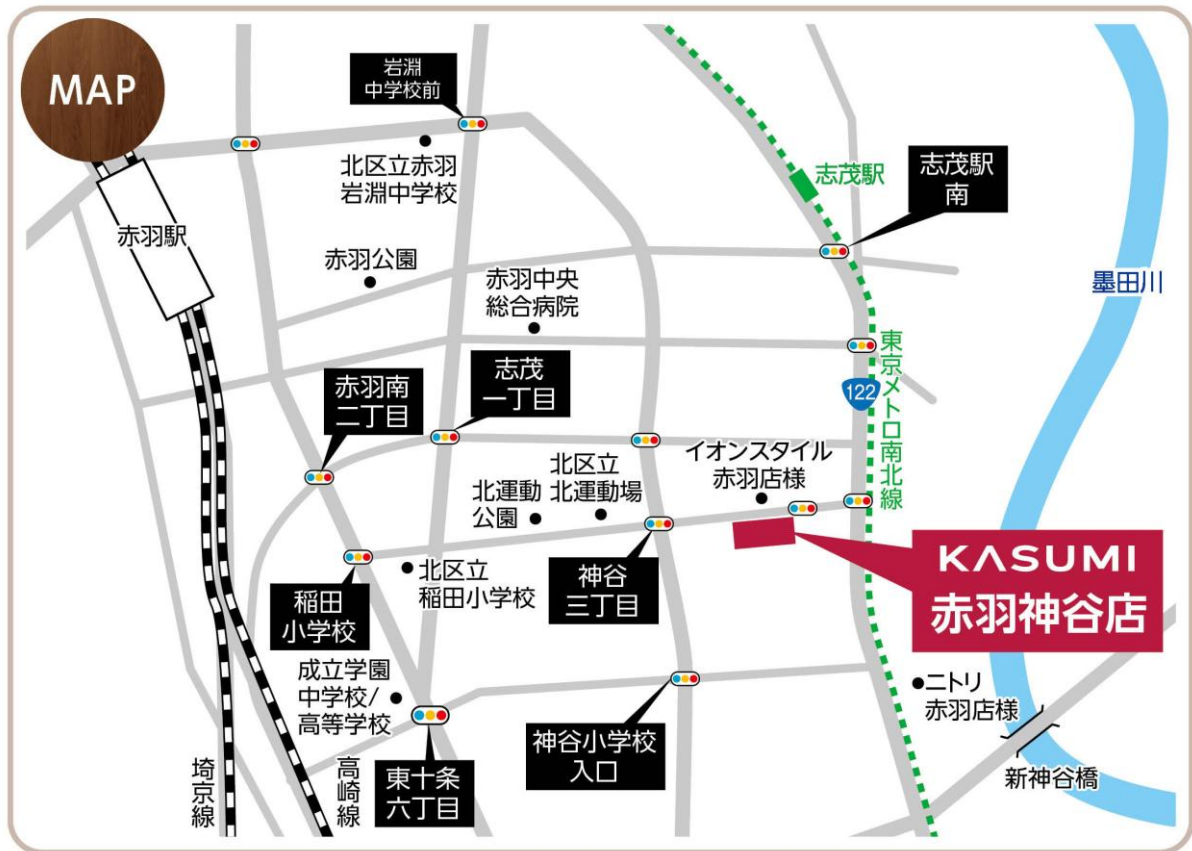 MAP
岩淵
中学校前
北区立赤羽
岩淵中学校
志茂駅
志茂駅
南
赤羽駅
赤羽公園
赤羽中央
総合病院
墨田川
東京メトロ南北線
122
赤羽南
二丁目
志茂
一丁目
イオンスタイル
赤羽店様
北区立
北運動場
北運動
公園
KASUMI
赤羽神谷店
稲田
小学校
北区立
稲田小学校
神谷
三丁目
成立学園
中学校/
高等学校
ニトリ
赤羽店様
神谷小学校
入口
新神谷橋
東十条
六丁目
埼京線
高崎線